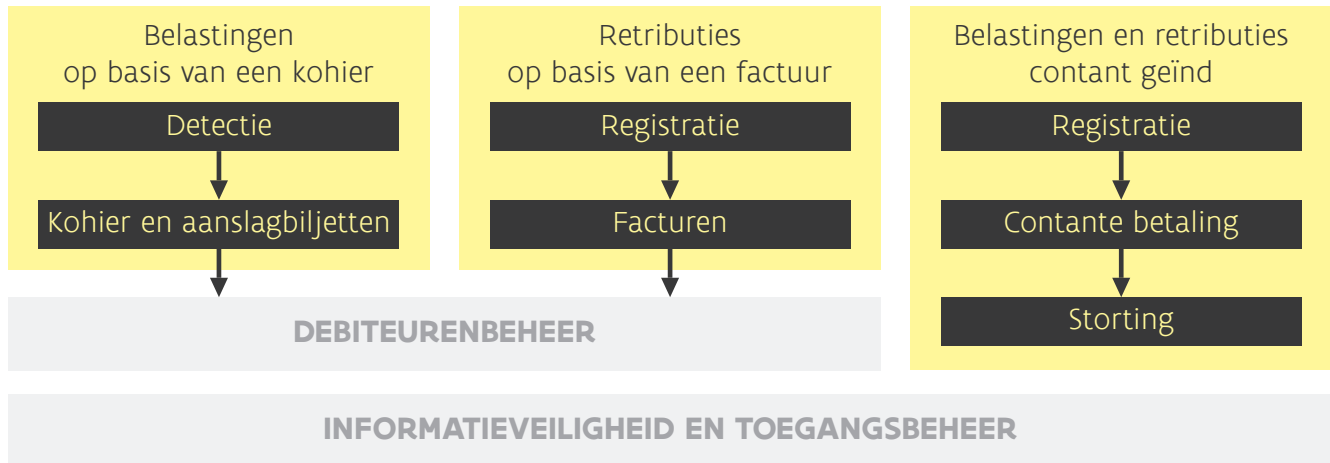 Belastingen
op basis van een kohier
Detectie
Kohier en aanslagbiljetten
Retributies
op basis van een factuur
Registratie
Facturen
DEBITEURENBEHEER
Belastingen en retributies
contant geïnd
Registratie
Contante betaling
Storting
INFORMATIEVEILIGHEID EN TOEGANGSBEHEER